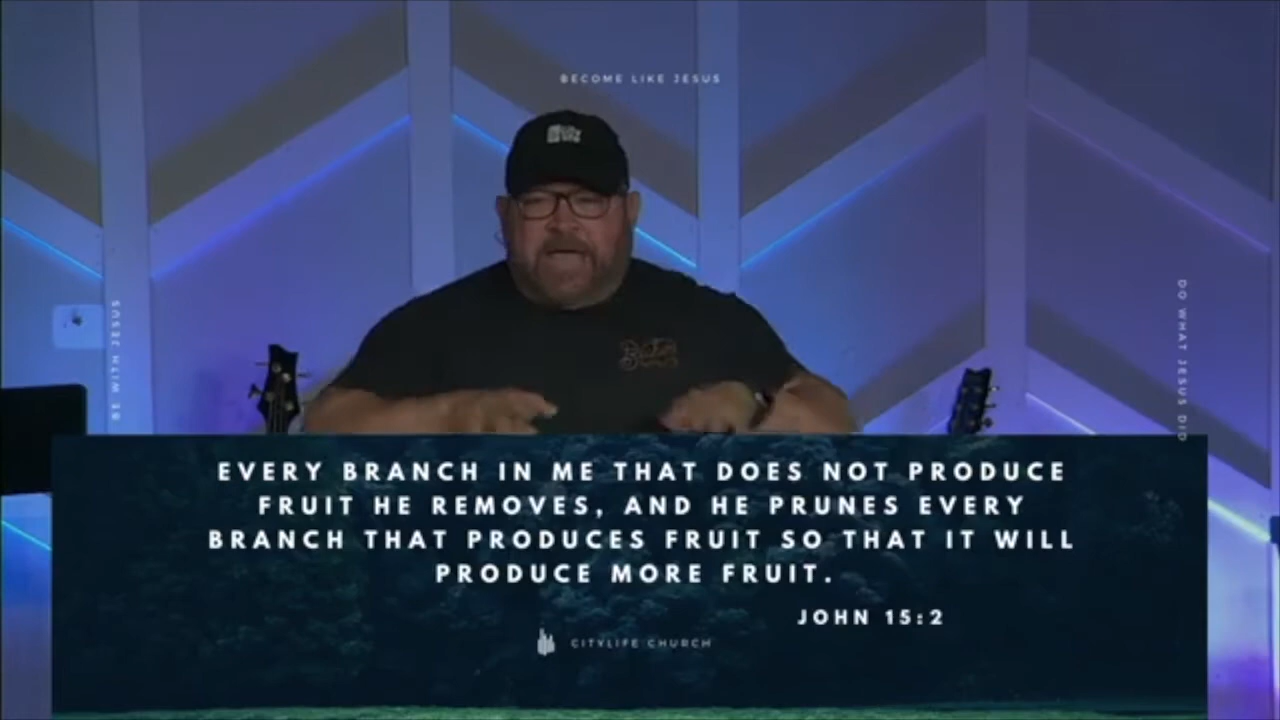 BECOME LIKE JESUS
BE WITH JESUS
DO WHAT JESUS DID
EVERY BRANCH IN ME THAT DOES NOT PRODUCE
FRUIT HE REMOVES, AND HE PRUNES EVERY
BRANCH THAT PRODUCES FRUIT SO THAT IT WILL
PRODUCE MORE FRUIT.
JOHN 15:2
CITYLIFE CHURCH